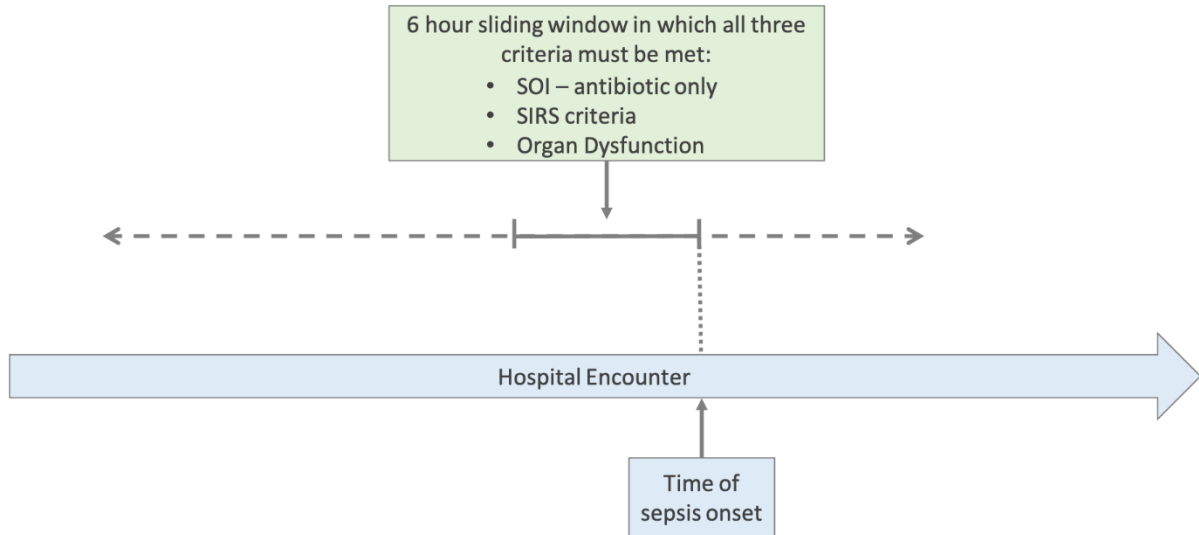 6 hour sliding window in which all three
criteria must be met:
• SOI – antibiotic only
• SIRS criteria
• Organ Dysfunction
Hospital Encounter
Time of
sepsis onset